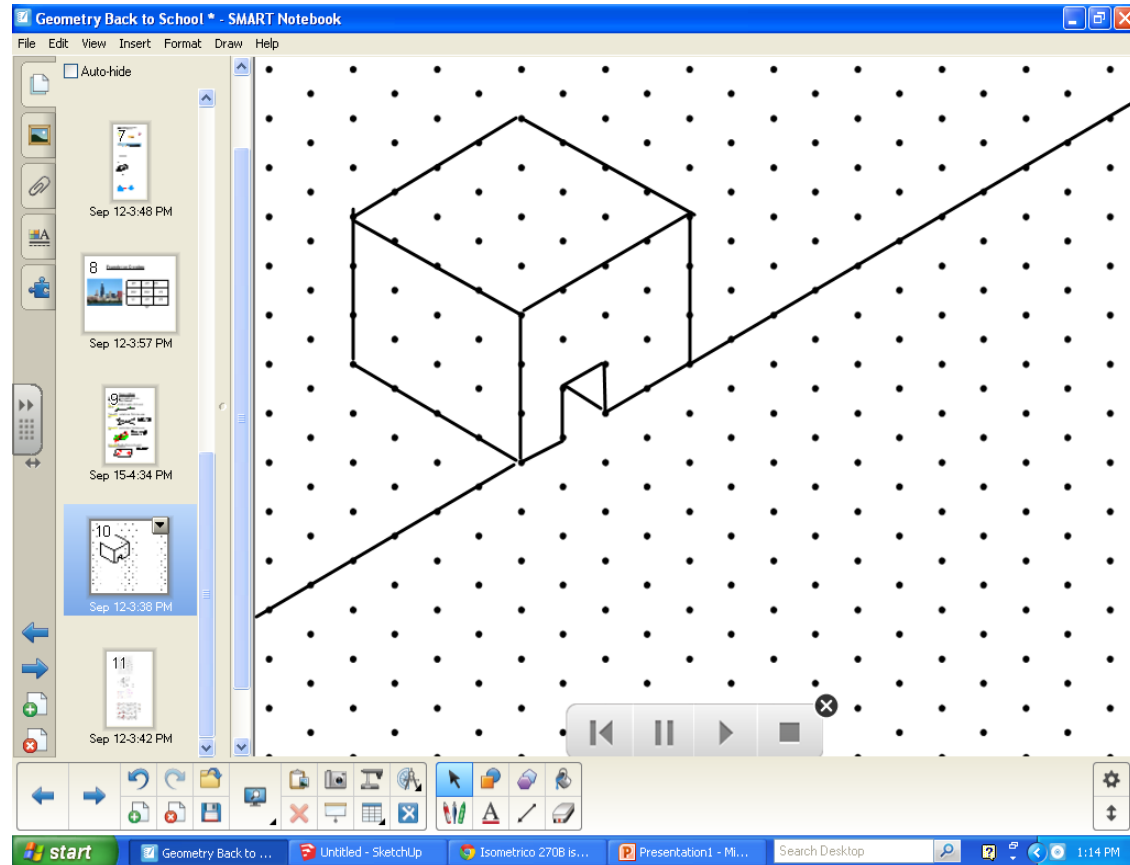 Geometry Back to School * - SMART Notebook
File Edit View Insert Format Draw Help
Auto-hide
7
Sep 12-3:48 PM
8
Sep 12-3:57 PM
9
Sep 15-4:34 PM
10
Sep 12-3:38 PM
11
Sep 12-3:42 PM
start
Geometry Back to ...
Untitled - SketchUp
Isometrico 270B is...
Presentation1 - Mi...
Search Desktop
1:14 PM